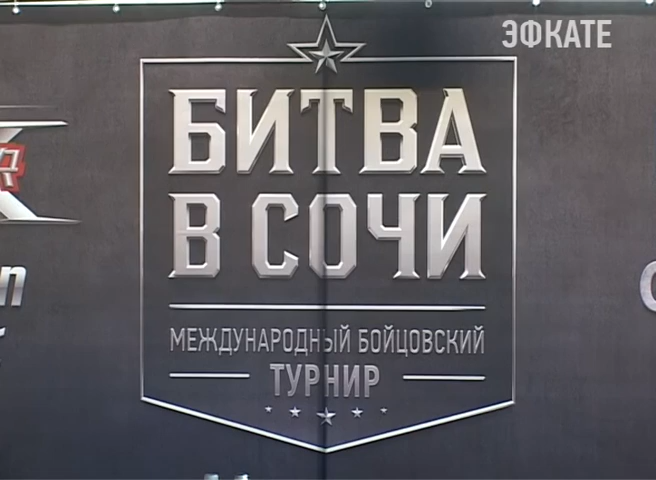 ЭФКАТЕ
БИТВА
В СОЧИ
МЕЖДУНАРОДНЫЙ БОЙЦОВСКИЙ
ТУРНИР